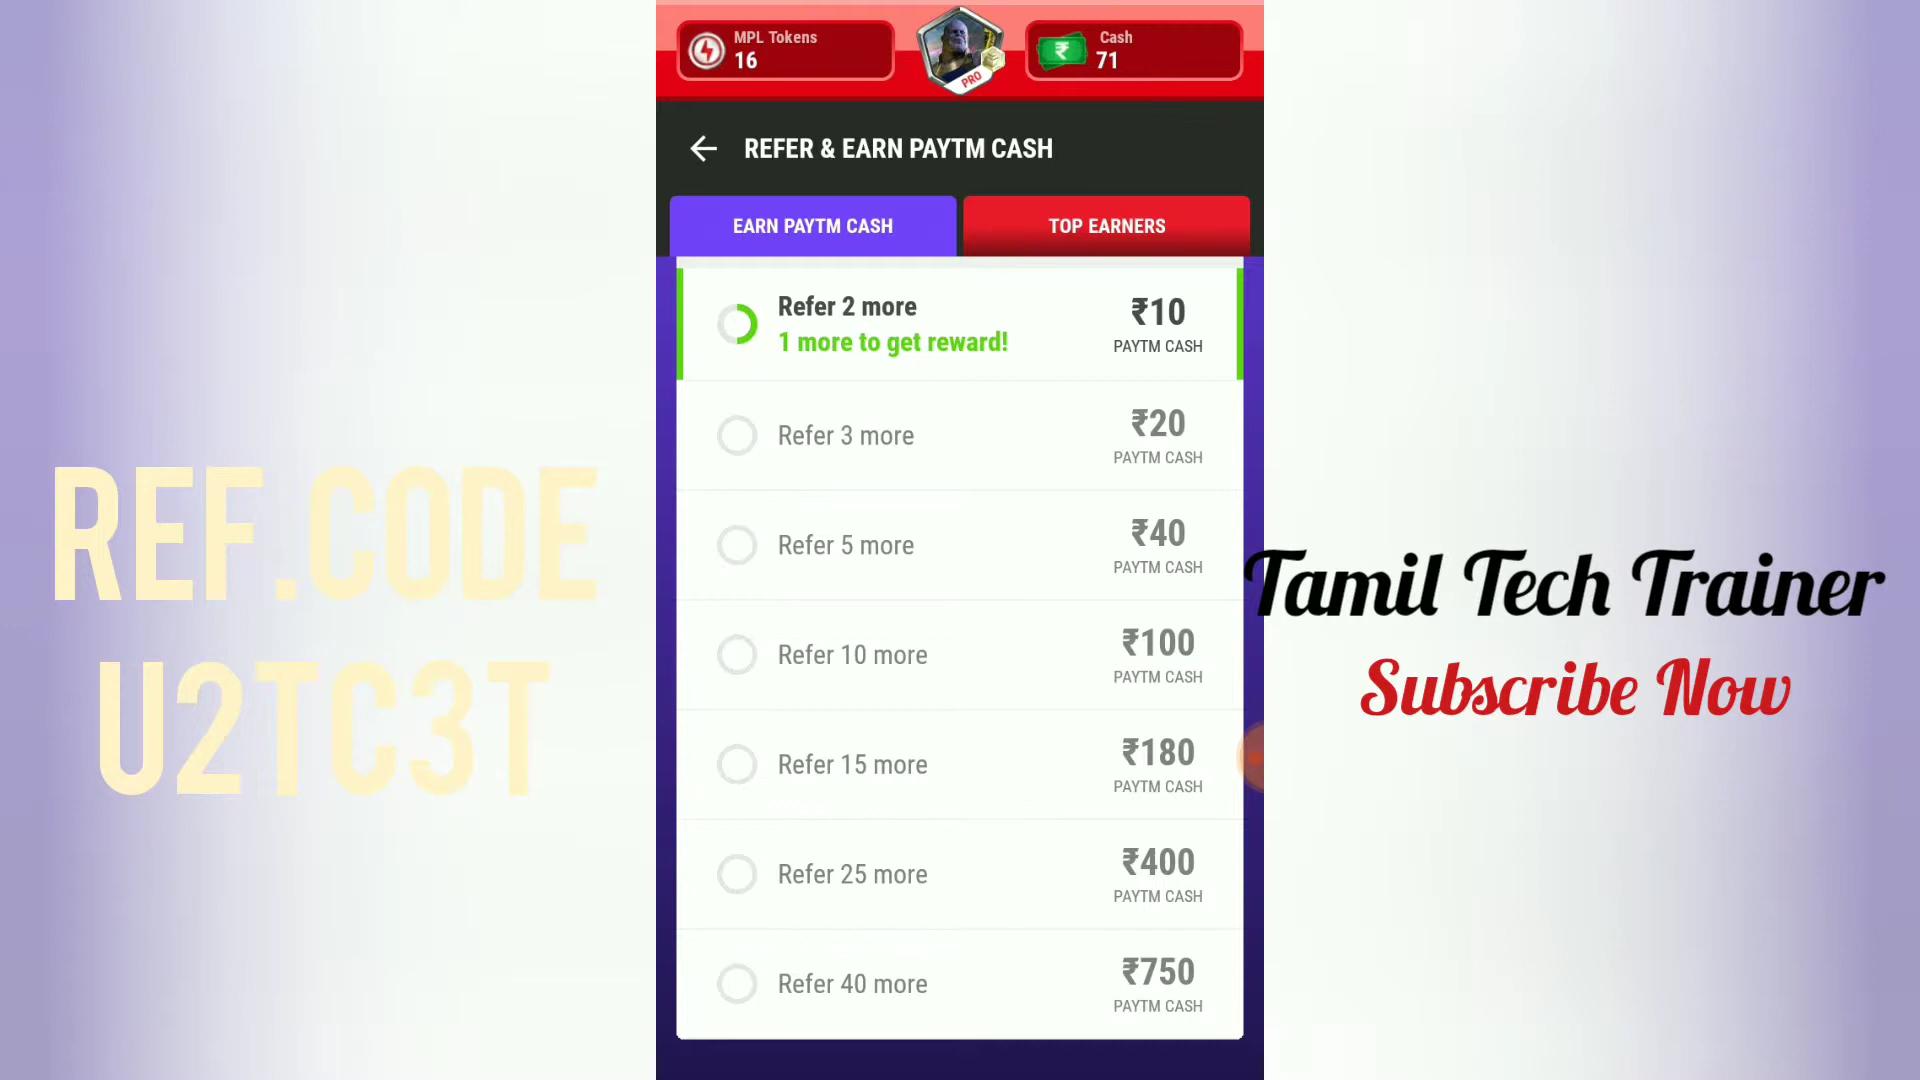 MPL Tokens
16
PRO
Cash
71
REFER & EARN PAYTM CASH
EARN PAYTM CASH
TOP EARNERS
Refer 2 more
1 more to get reward!
₹10
PAYTM CASH
Refer 3 more
₹20
PAYTM CASH
Refer 5 more
₹40
PAYTM CASH
Refer 10 more
₹100
PAYTM CASH
Refer 15 more
₹180
PAYTM CASH
Refer 25 more
₹400
PAYTM CASH
Refer 40 more
₹750
PAYTM CASH
REF.CODE
U2TC3T
Tamil Tech Trainer
Subscribe Now